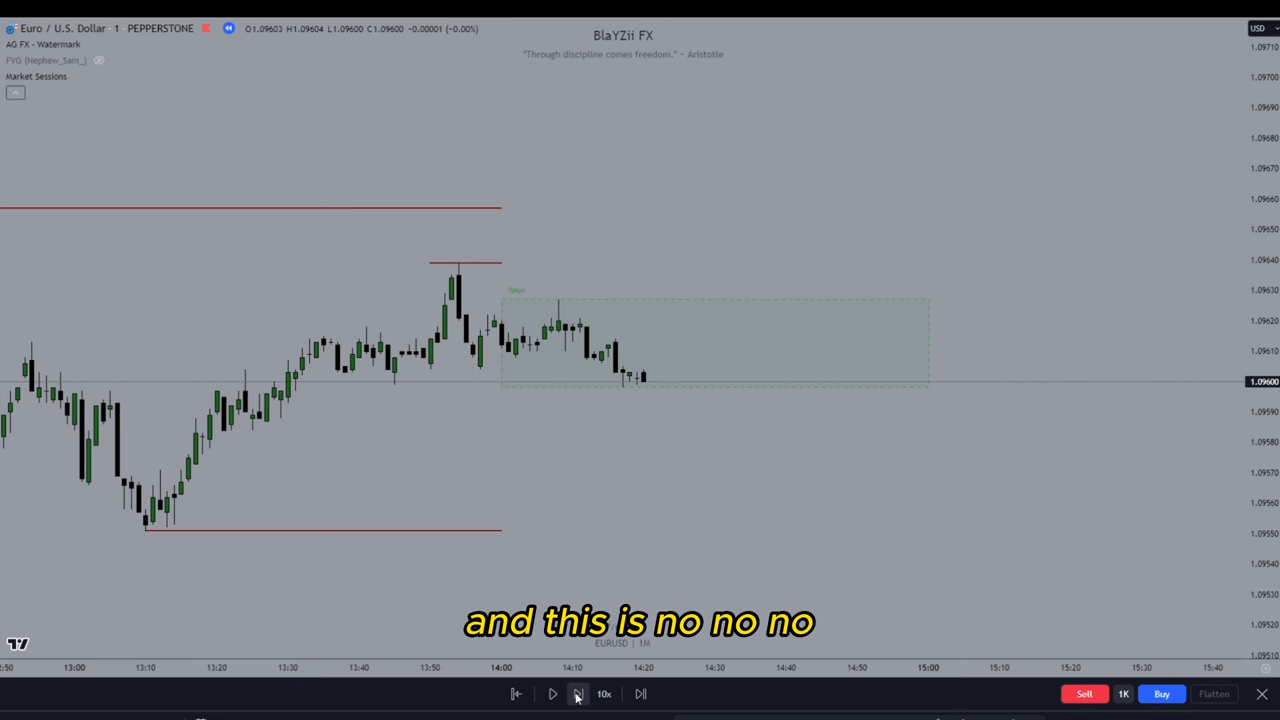 Euro / U.S. Dollar · 1 · PEPPERSTONE O1.09603 H1.09604 L1.09600 C1.09600 -0.00001 (-0.00%)
AG FX - Watermark
FVG (Nephew_Sam_)
Market Sessions
BlaYZii FX
"Through discipline comes freedom." - Aristotle
USD
1.09710
1.09700
1.09690
1.09680
1.09670
1.09660
1.09650
1.09640
1.09630
1.09620
1.09610
1.09600
1.09590
1.09580
1.09570
1.09560
1.09550
1.09540
1.09530
1.09520
1.09510
Tokyo
and this is no no no
EURUSD | 1M
:50 13:00 13:10 13:20 13:30 13:40 13:50 14:00 14:10 14:20 14:30 14:40 14:50 15:00 15:10 15:20 15:30 15:40
10x
Sell 1K Buy Flatten